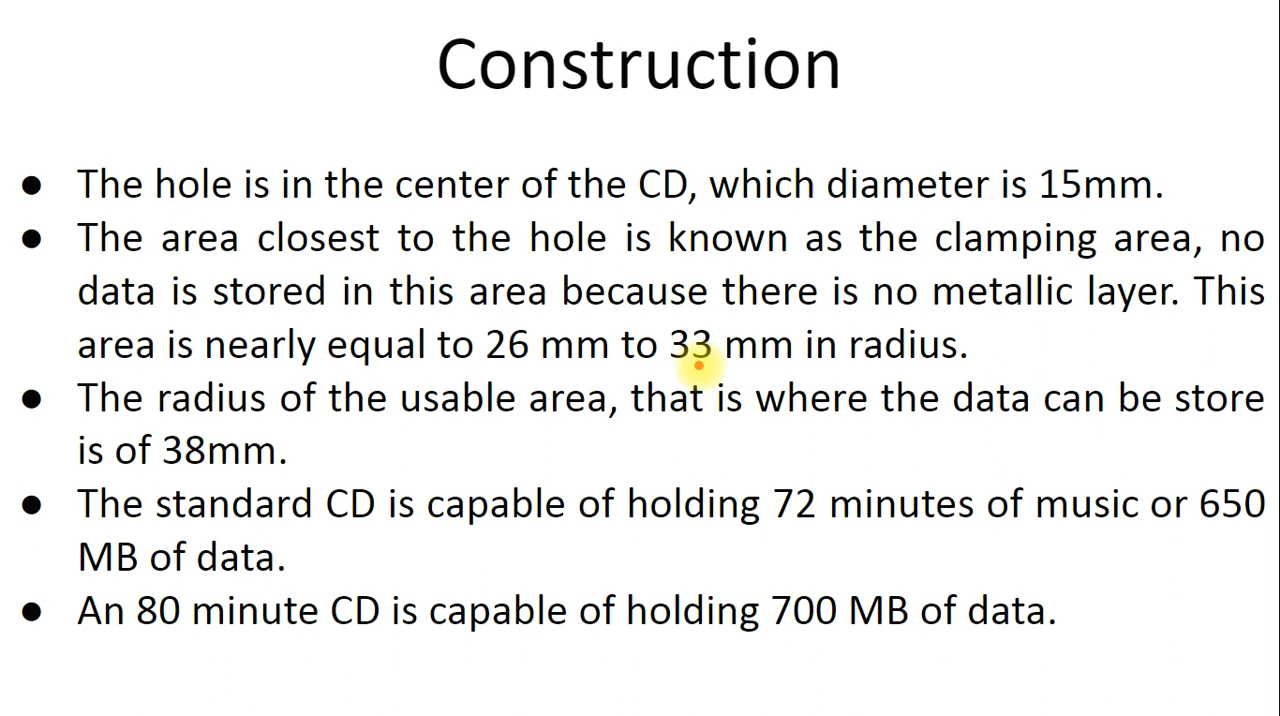 Construction
● The hole is in the center of the CD, which diameter is 15mm.
● The area closest to the hole is known as the clamping area, no
data is stored in this area because there is no metallic layer. This
area is nearly equal to 26 mm to 33 mm in radius.
● The radius of the usable area, that is where the data can be store
is of 38mm.
● The standard CD is capable of holding 72 minutes of music or 650
MB of data.
● An 80 minute CD is capable of holding 700 MB of data.